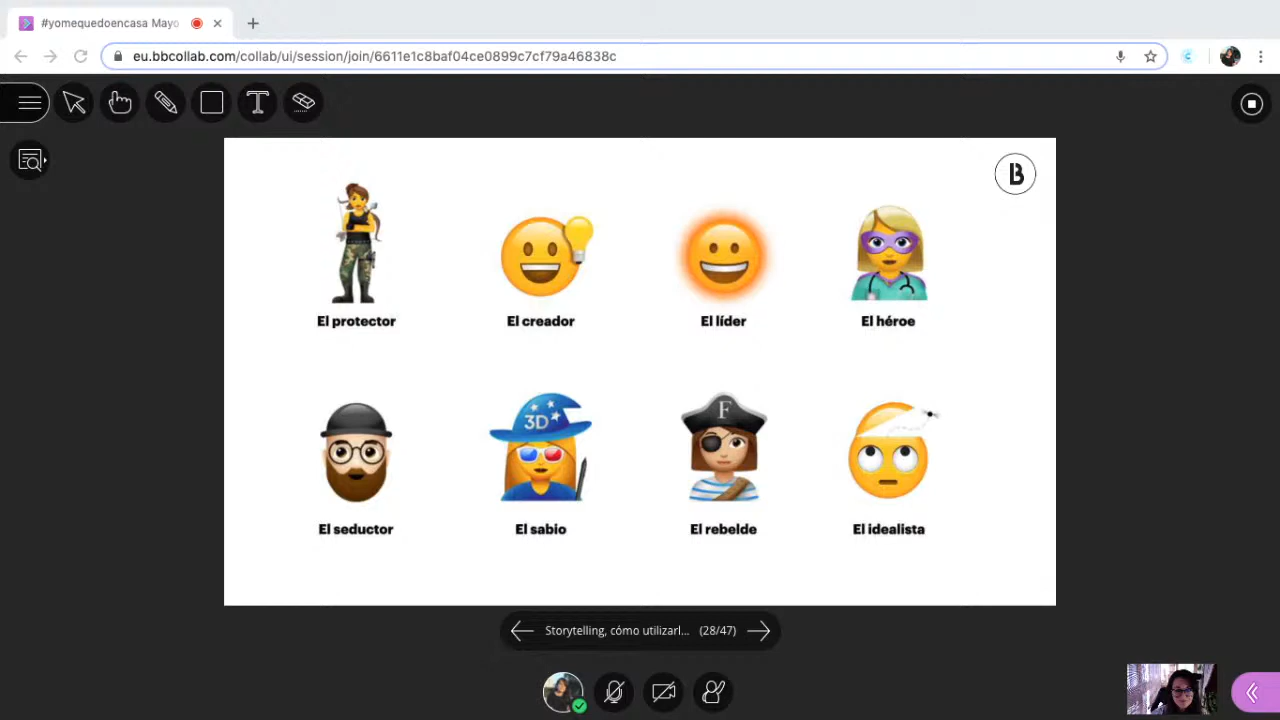 #yomequedoencasa Mayo
eu.bbcollab.com/collab/ui/session/join/6611e1c8baf04ce0899c7cf79a46838c
B
El protector
El creador
El líder
El héroe
3D
F
El seductor
El sabio
El rebelde
El idealista
Storytelling, cómo utilizarl... (28/47)